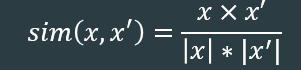 sim(x, x′) = x × x′ / |x| * |x′|